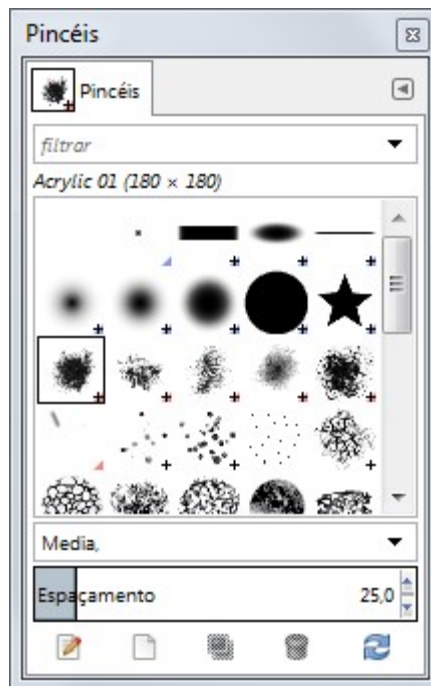 Pincéis
Pincéis
filtrar
Acrylic 01 (180 × 180)
Media,
Espaçamento 25,0